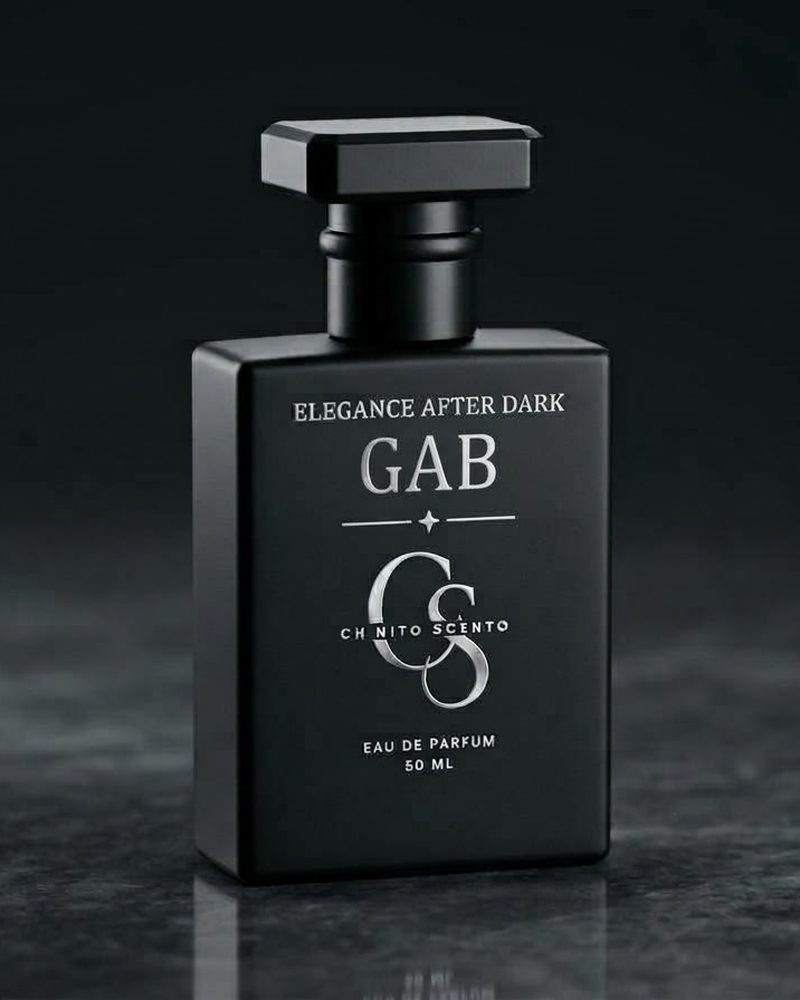 ELEGANCE AFTER DARK
GAB
CS
CH NITO SCENTO
EAU DE PARFUM
50 ML